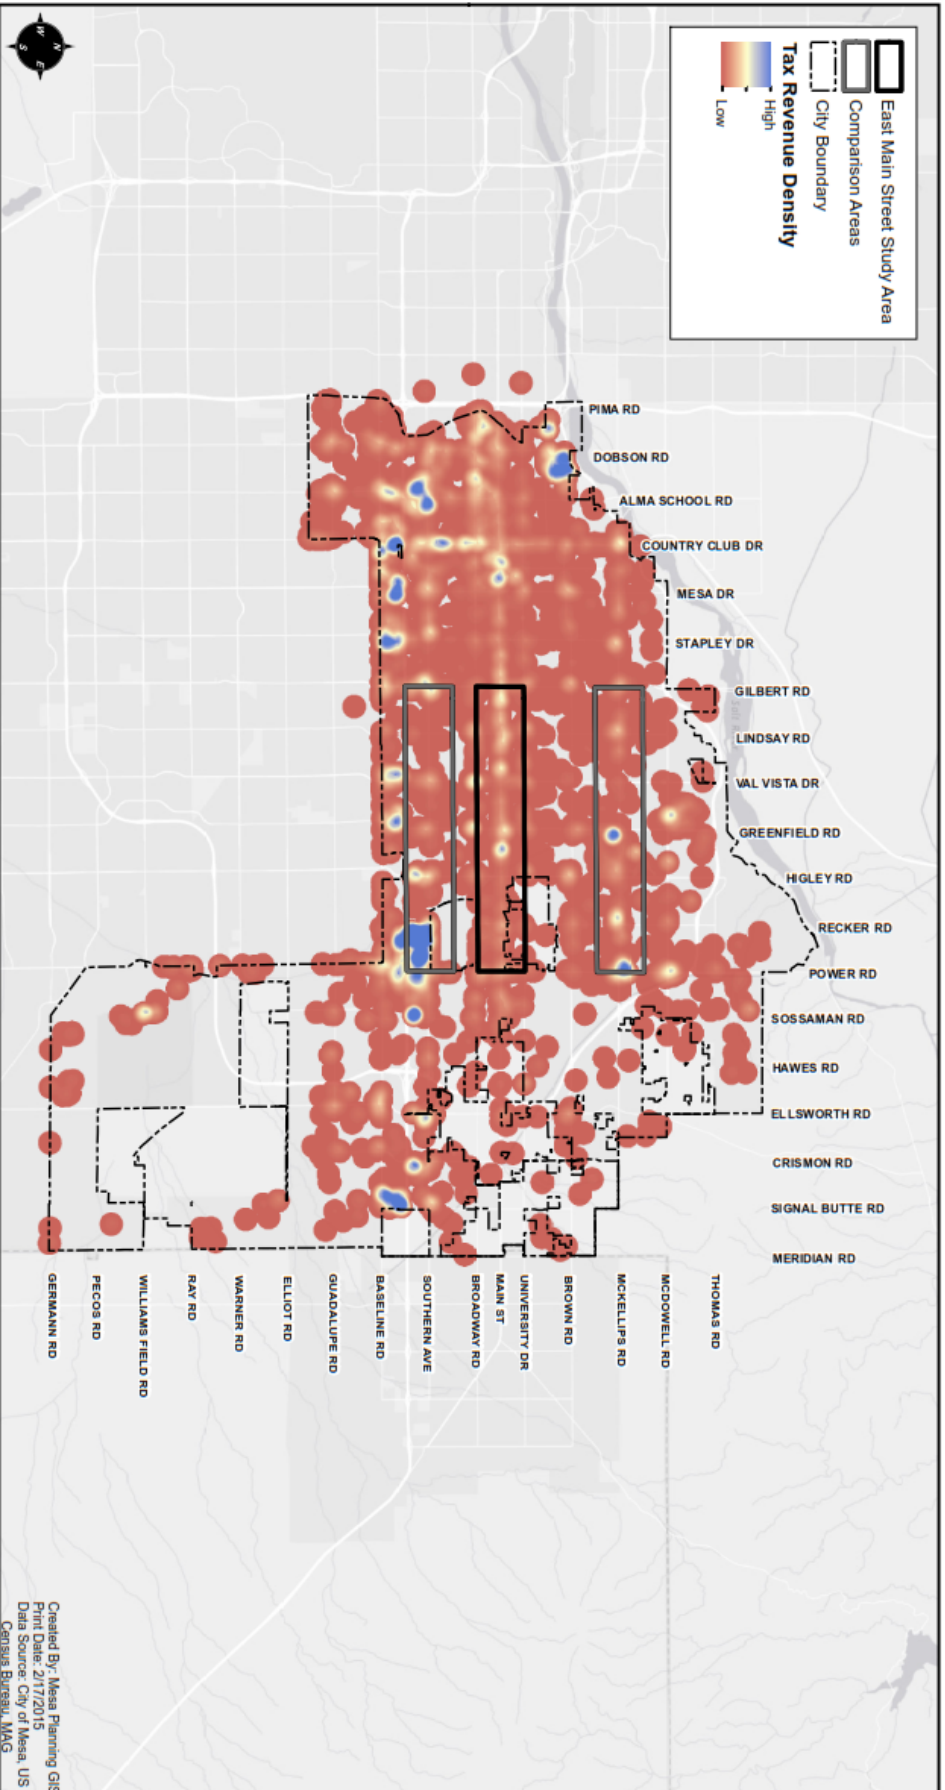 East Main Street Study Area
Comparison Areas
City Boundary
Tax Revenue Density
High
Low
N
W
E
S
PIMA RD
DOBSON RD
ALMA SCHOOL RD
COUNTRY CLUB DR
MESA DR
STAPLEY DR
GILBERT RD
LINDSAY RD
VAL VISTA DR
GREENFIELD RD
HIGLEY RD
RECKER RD
POWER RD
SOSSAMAN RD
HAWES RD
ELLSWORTH RD
CRISMON RD
SIGNAL BUTTE RD
MERIDIAN RD
THOMAS RD
MCDOWELL RD
MCKELLIPS RD
BROWN RD
UNIVERSITY DR
MAIN ST
BROADWAY RD
SOUTHERN AVE
BASELINE RD
GUADALUPE RD
ELLIOT RD
WARNER RD
RAY RD
WILLIAMS FIELD RD
PECOS RD
GERMANN RD
Created By: Mesa Planning GIS
Print Date: 2/17/2015
Data Source: City of Mesa, US
Census Bureau, MAG